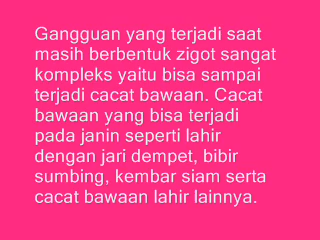 Gangguan yang terjadi saat
masih berbentuk zigot sangat
kompleks yaitu bisa sampai
terjadi cacat bawaan. Cacat
bawaan yang bisa terjadi
pada janin seperti lahir
dengan jari dempet, bibir
sumbing, kembar siam serta
cacat bawaan lahir lainnya.